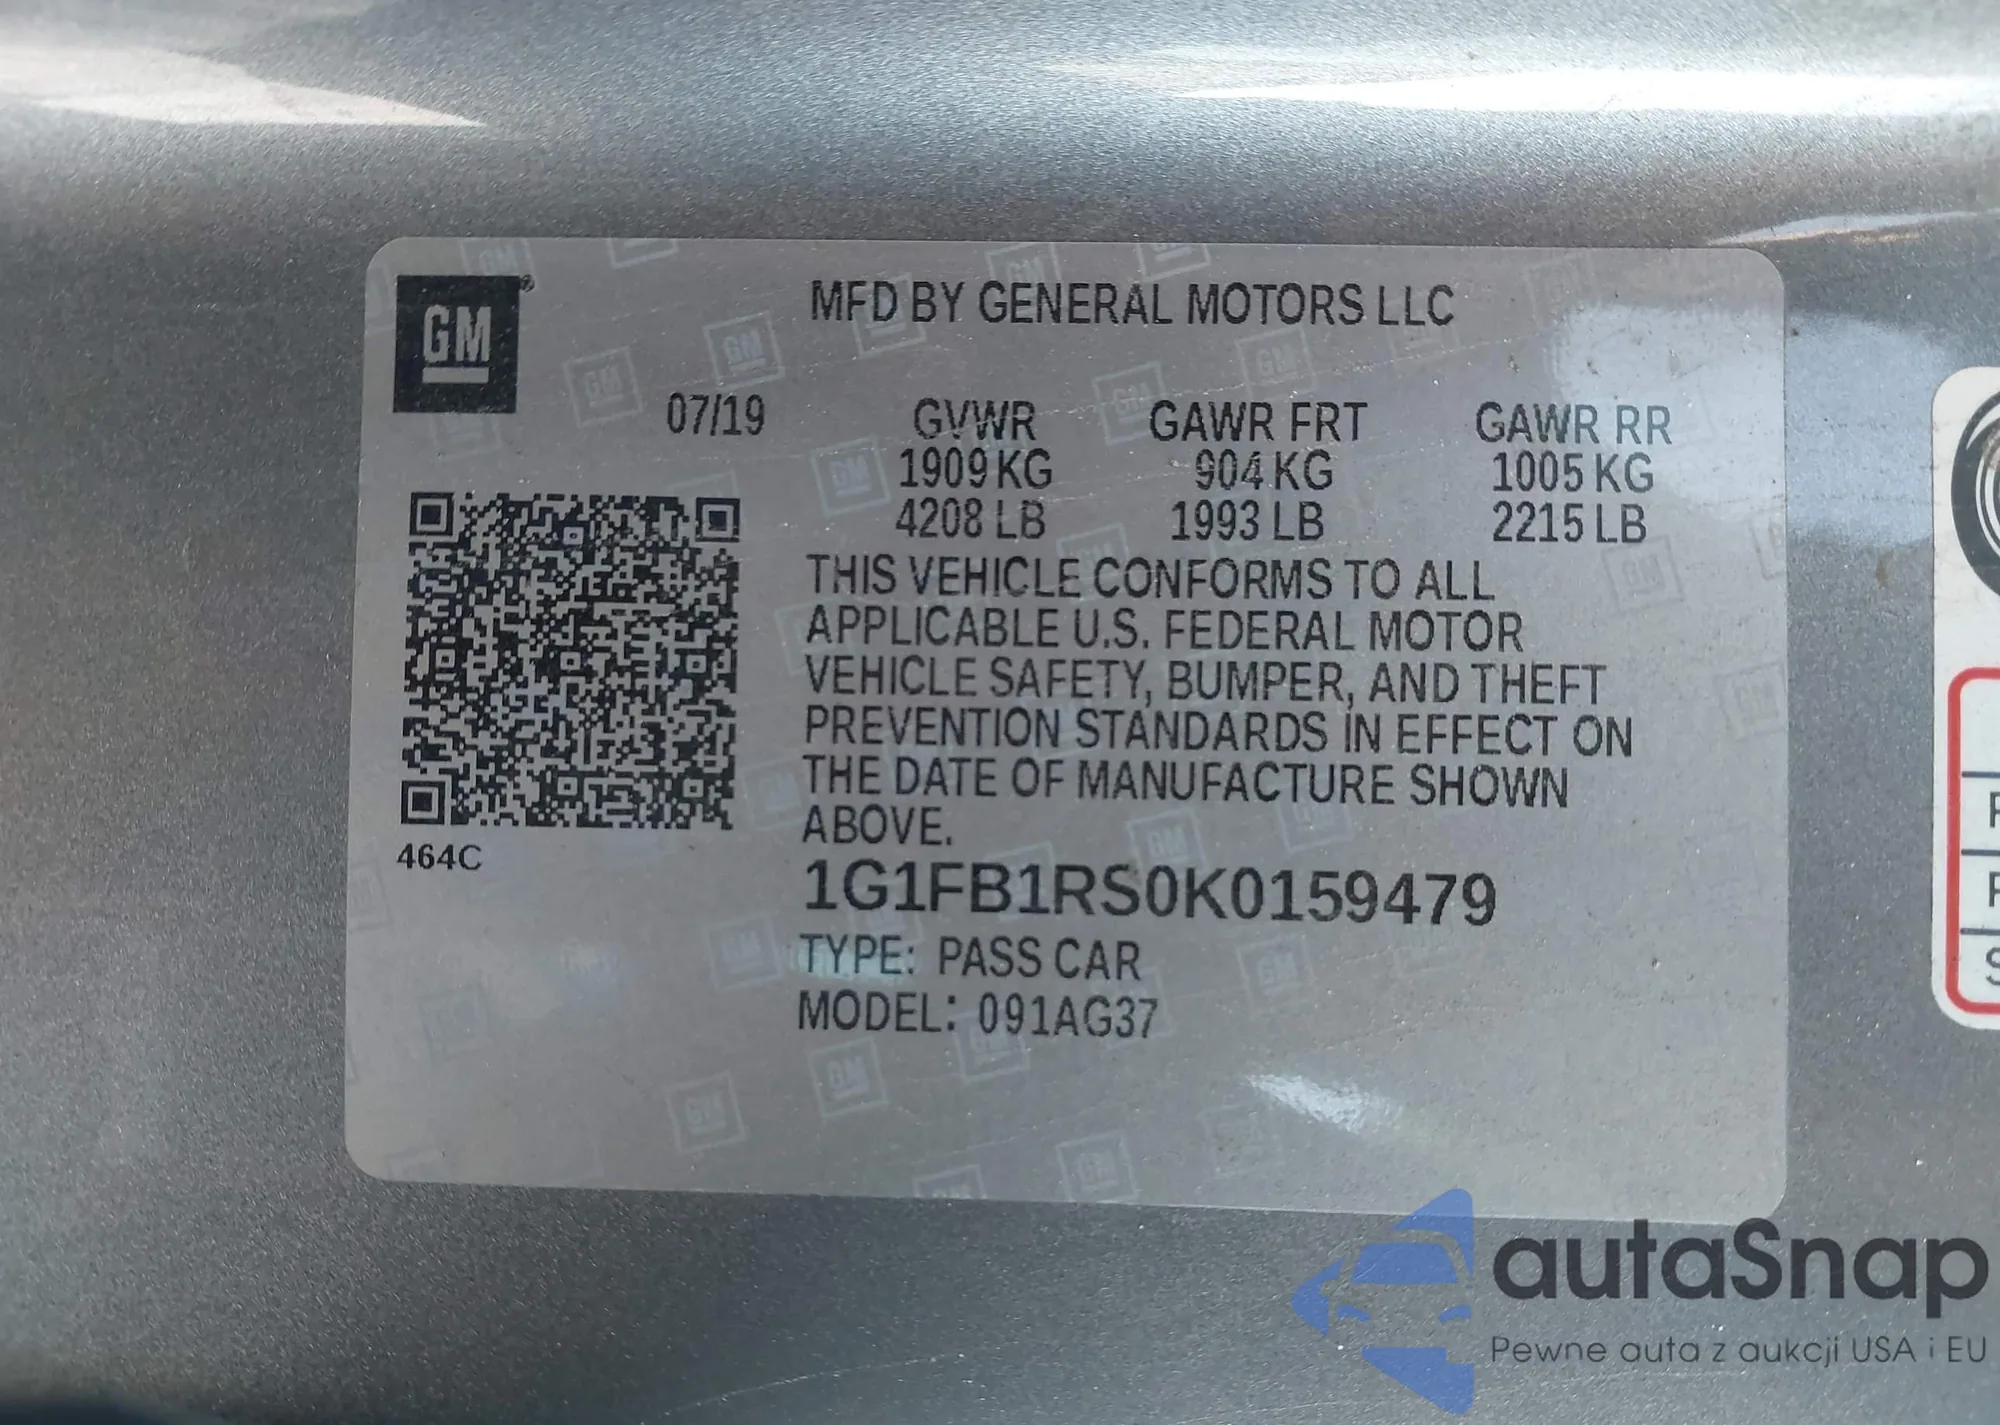 GM
MFD BY GENERAL MOTORS LLC
07/19 GVWR GAWR FRT GAWR RR
1909 KG 904 KG 1005 KG
4208 LB 1993 LB 2215 LB
THIS VEHICLE CONFORMS TO ALL
APPLICABLE U.S. FEDERAL MOTOR
VEHICLE SAFETY, BUMPER, AND THEFT
PREVENTION STANDARDS IN EFFECT ON
THE DATE OF MANUFACTURE SHOWN
ABOVE.
464C
1G1FB1RS0K0159479
TYPE: PASS CAR
MODEL: 091AG37
autaSnap
Pewne auta z aukcji USA i EU